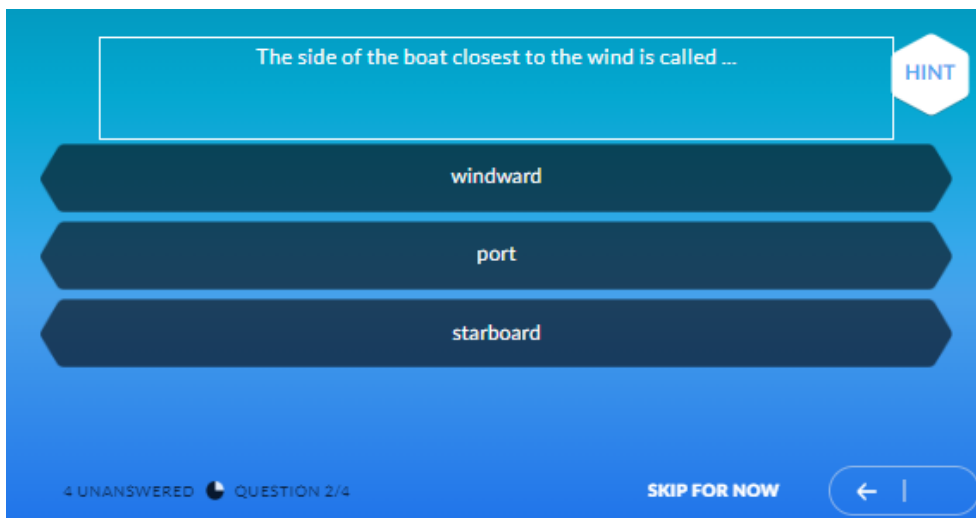 The side of the boat closest to the wind is called ...
HINT
windward
port
starboard
4 UNANSWERED QUESTION 2/4
SKIP FOR NOW